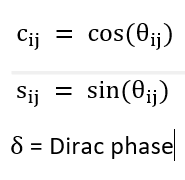 cᵢⱼ = cos(θᵢⱼ)
sᵢⱼ = sin(θᵢⱼ)
δ = Dirac phase